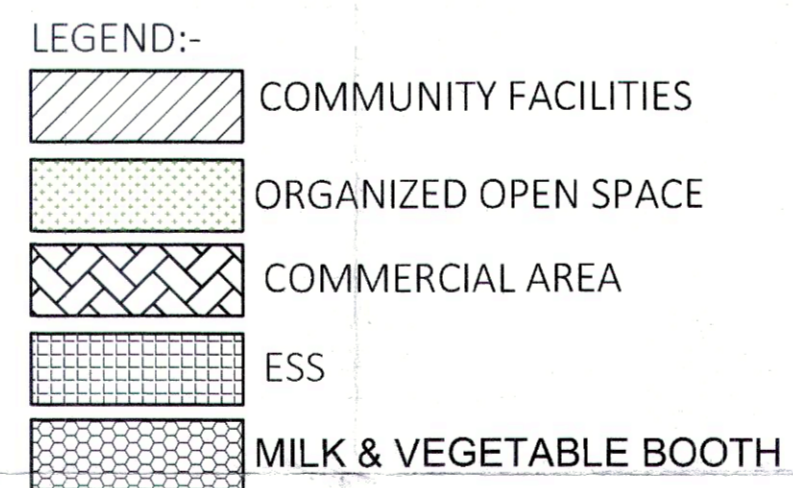 LEGEND:-
COMMUNITY FACILITIES
ORGANIZED OPEN SPACE
COMMERCIAL AREA
ESS
MILK & VEGETABLE BOOTH